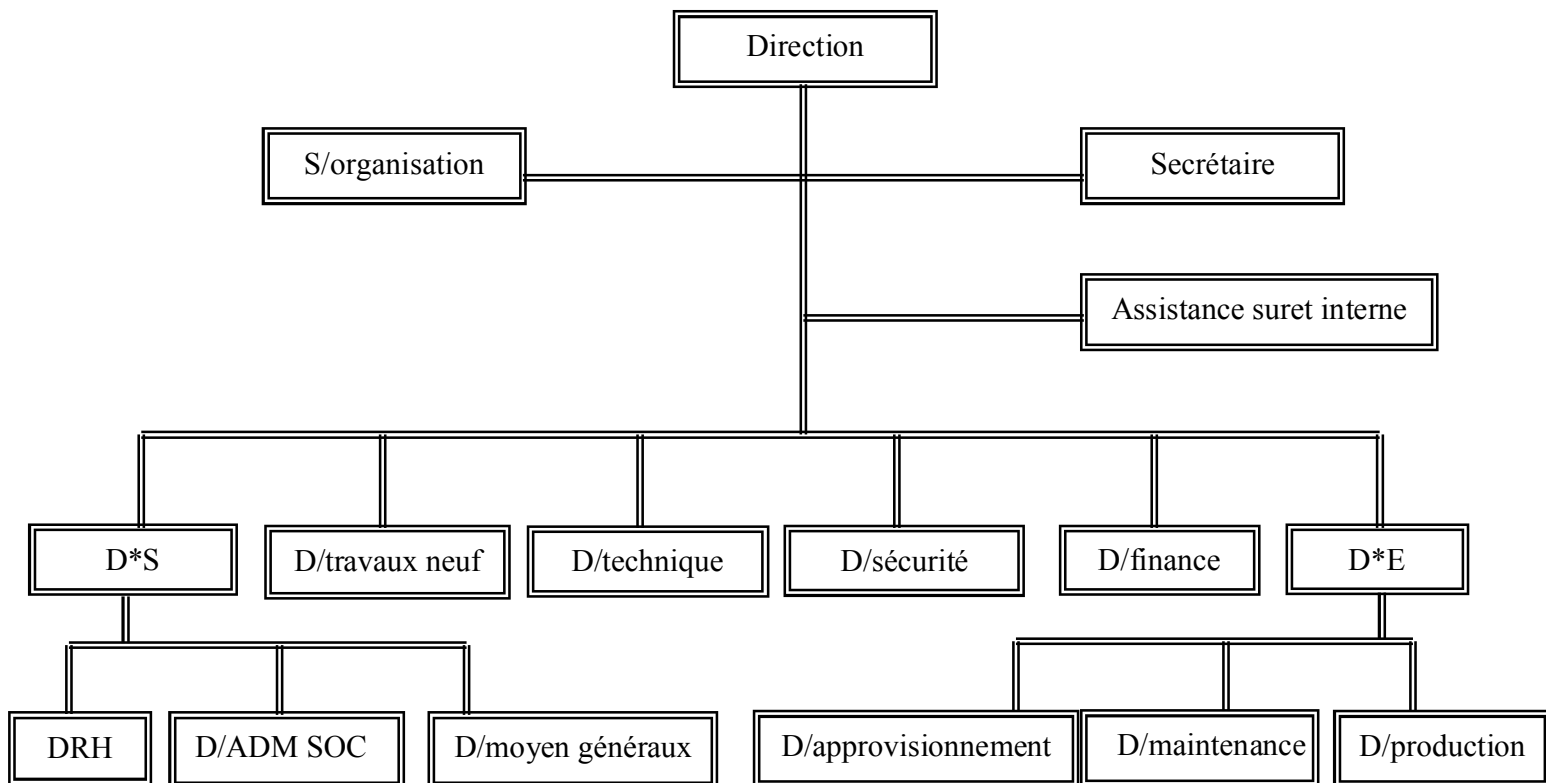 Direction
S/organisation
Secrétaire
Assistance suret interne
D*S
D/travaux neuf
D/technique
D/sécurité
D/finance
D*E
DRH
D/ADM SOC
D/moyen généraux
D/approvisionnement
D/maintenance
D/production